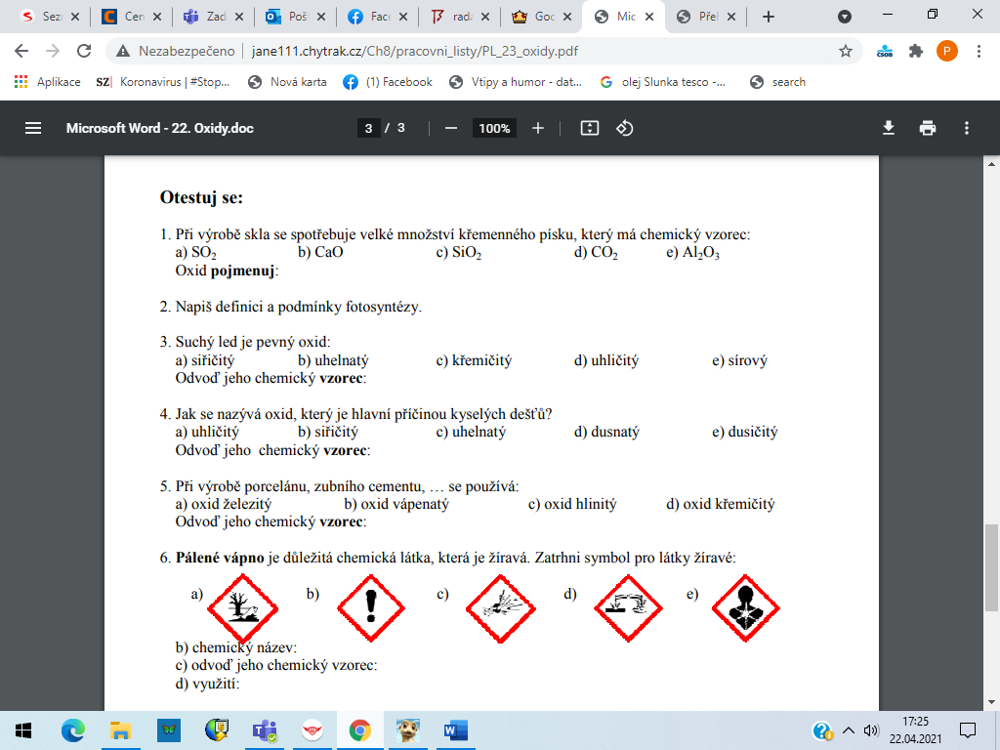 Sezn
Cen
Zad
Poš
Face
rada
Goo
Mic
Přel
Nezabezpečeno
jane111.chytrak.cz/Ch8/pracovni_listy/PL_23_oxidy.pdf
ČSOB
P
Aplikace
SZ| Koronavirus | #Stop...
Nová karta
(1) Facebook
Vtipy a humor - dat...
olej Slunka tesco -...
search
Microsoft Word - 22. Oxidy.doc
3 / 3
100%
Otestuj se:
1. Při výrobě skla se spotřebuje velké množství křemenného písku, který má chemický vzorec:
a) SO₂ b) CaO c) SiO₂ d) CO₂ e) Al₂O₃
Oxid pojmenuj:
2. Napiš definici a podmínky fotosyntézy.
3. Suchý led je pevný oxid:
a) siřičitý b) uhelnatý c) křemičitý d) uhličitý e) sírový
Odvoď jeho chemický vzorec:
4. Jak se nazývá oxid, který je hlavní příčinou kyselých dešťů?
a) uhličitý b) siřičitý c) uhelnatý d) dusnatý e) dusičitý
Odvoď jeho chemický vzorec:
5. Při výrobě porcelánu, zubního cementu, … se používá:
a) oxid železitý b) oxid vápenatý c) oxid hlinitý d) oxid křemičitý
Odvoď jeho chemický vzorec:
6. Pálené vápno je důležitá chemická látka, která je žíravá. Zatrhni symbol pro látky žíravé:
a) b) c) d) e)
b) chemický název:
c) odvoď jeho chemický vzorec:
d) využití:
17:25
22.04.2021